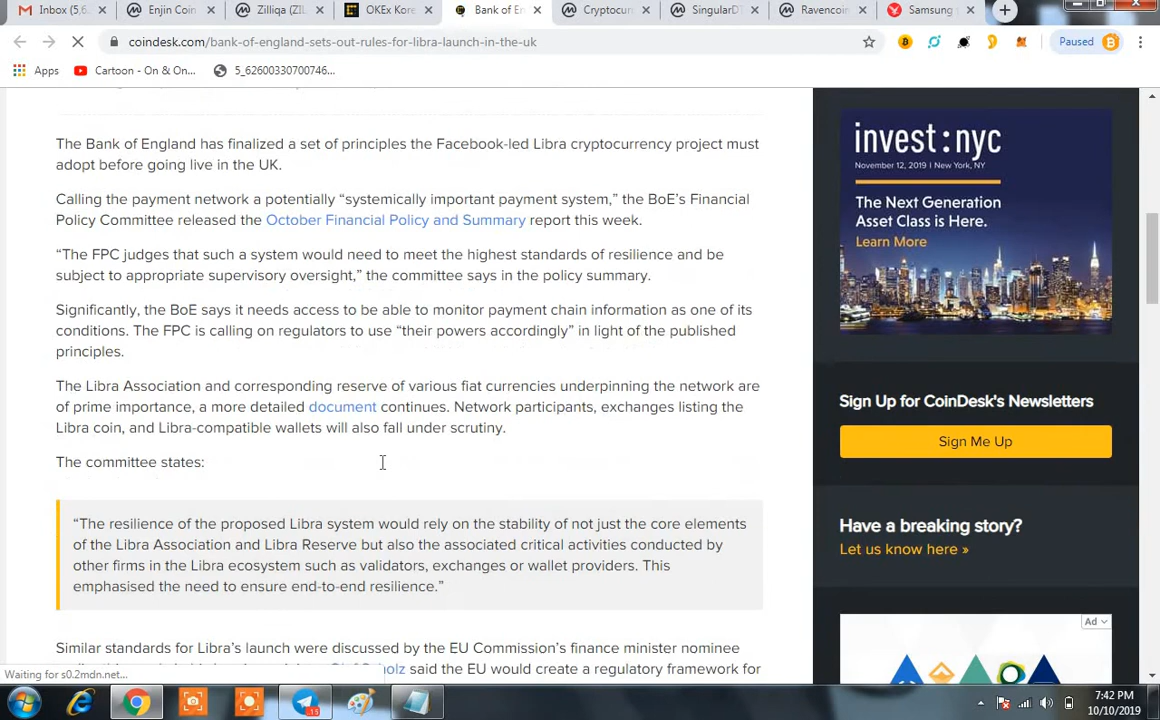 Inbox (5,6
Enjin Coin
Zilliqa (ZIL
OKEx Kore
Bank of En
Cryptocurr
SingularDT
Ravencoin
Samsung
coindesk.com/bank-of-england-sets-out-rules-for-libra-launch-in-the-uk
Paused
Apps
Cartoon - On & On...
5_62600330700746...
The Bank of England has finalized a set of principles the Facebook-led Libra cryptocurrency project must
adopt before going live in the UK.
Calling the payment network a potentially “systemically important payment system,” the BoE’s Financial
Policy Committee released the October Financial Policy and Summary report this week.
“The FPC judges that such a system would need to meet the highest standards of resilience and be
subject to appropriate supervisory oversight,” the committee says in the policy summary.
Significantly, the BoE says it needs access to be able to monitor payment chain information as one of its
conditions. The FPC is calling on regulators to use “their powers accordingly” in light of the published
principles.
The Libra Association and corresponding reserve of various fiat currencies underpinning the network are
of prime importance, a more detailed document continues. Network participants, exchanges listing the
Libra coin, and Libra-compatible wallets will also fall under scrutiny.
The committee states:
“The resilience of the proposed Libra system would rely on the stability of not just the core elements
of the Libra Association and Libra Reserve but also the associated critical activities conducted by
other firms in the Libra ecosystem such as validators, exchanges or wallet providers. This
emphasised the need to ensure end-to-end resilience.”
Similar standards for Libra’s launch were discussed by the EU Commission’s finance minister nominee
said the EU would create a regulatory framework for
invest:nyc
November 12, 2019 | New York, NY
The Next Generation
Asset Class is Here.
Learn More
Sign Up for CoinDesk's Newsletters
Sign Me Up
Have a breaking story?
Let us know here »
Ad
Waiting for s0.2mdn.net...
15
7:42 PM
10/10/2019